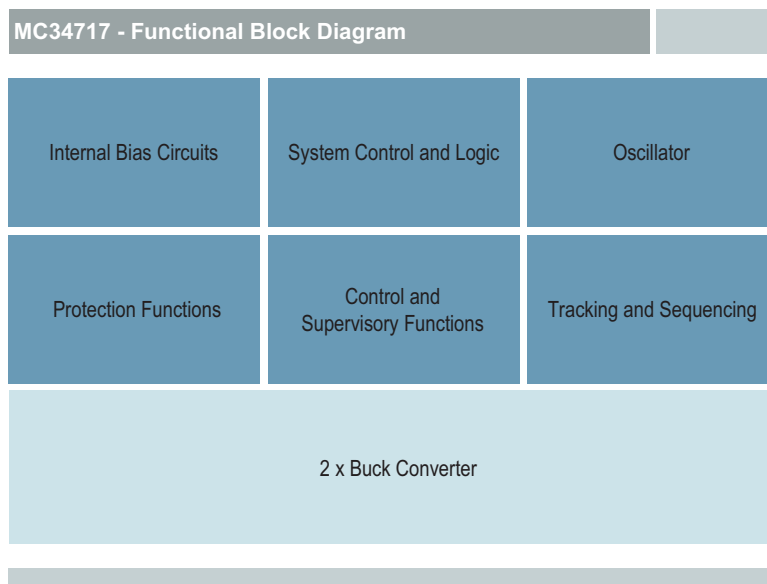 MC34717 - Functional Block Diagram
Internal Bias Circuits
System Control and Logic
Oscillator
Protection Functions
Control and
Supervisory Functions
Tracking and Sequencing
2 x Buck Converter